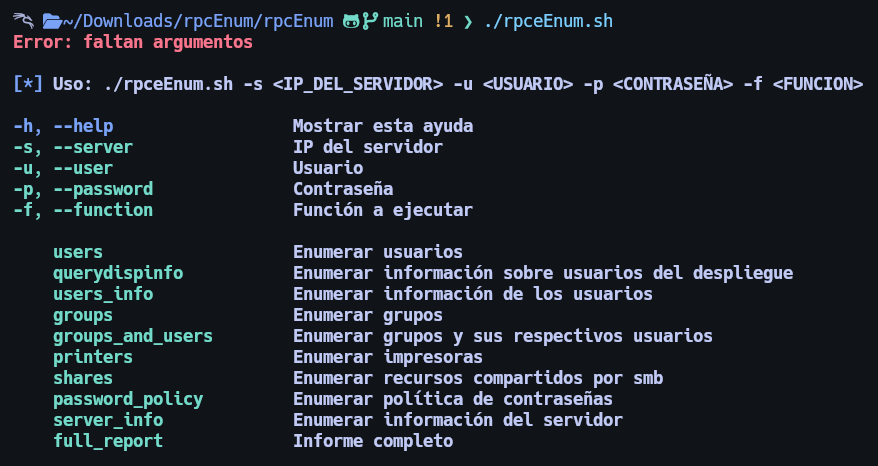 ~/Downloads/rpcEnum/rpcEnum main !1 ❯ ./rpceEnum.sh
Error: faltan argumentos
[*] Uso: ./rpceEnum.sh -s <IP_DEL_SERVIDOR> -u <USUARIO> -p <CONTRASEÑA> -f <FUNCION>
-h, --help Mostrar esta ayuda
-s, --server IP del servidor
-u, --user Usuario
-p, --password Contraseña
-f, --function Función a ejecutar
users Enumerar usuarios
querydispinfo Enumerar información sobre usuarios del despliegue
users_info Enumerar información de los usuarios
groups Enumerar grupos
groups_and_users Enumerar grupos y sus respectivos usuarios
printers Enumerar impresoras
shares Enumerar recursos compartidos por smb
password_policy Enumerar política de contraseñas
server_info Enumerar información del servidor
full_report Informe completo